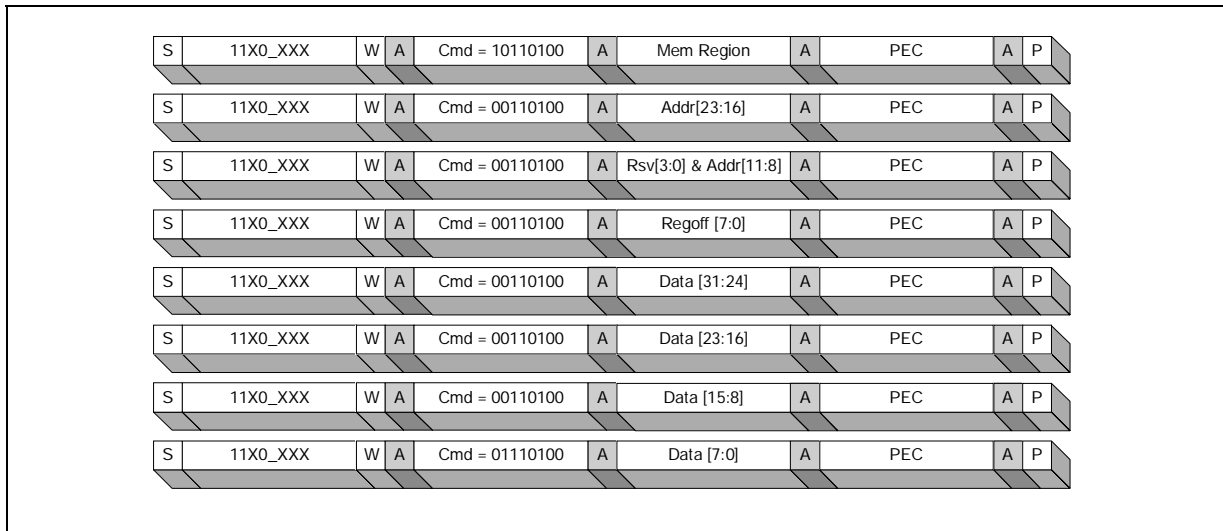 S 11X0_XXX W A Cmd = 10110100 A Mem Region A PEC A P
S 11X0_XXX W A Cmd = 00110100 A Addr[23:16] A PEC A P
S 11X0_XXX W A Cmd = 00110100 A Rsv[3:0] & Addr[11:8] A PEC A P
S 11X0_XXX W A Cmd = 00110100 A Regoff [7:0] A PEC A P
S 11X0_XXX W A Cmd = 00110100 A Data [31:24] A PEC A P
S 11X0_XXX W A Cmd = 00110100 A Data [23:16] A PEC A P
S 11X0_XXX W A Cmd = 00110100 A Data [15:8] A PEC A P
S 11X0_XXX W A Cmd = 01110100 A Data [7:0] A PEC A P